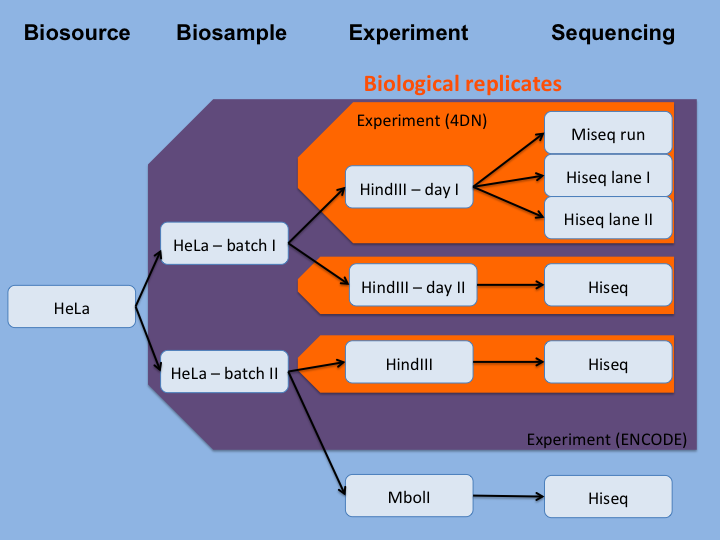 Biosource
Biosample
Experiment
Sequencing
Biological replicates
Experiment (4DN)
Miseq run
HindIII – day I
Hiseq lane I
Hiseq lane II
HeLa – batch I
HindIII – day II
Hiseq
HeLa
HeLa – batch II
HindIII
Hiseq
Experiment (ENCODE)
MboII
Hiseq